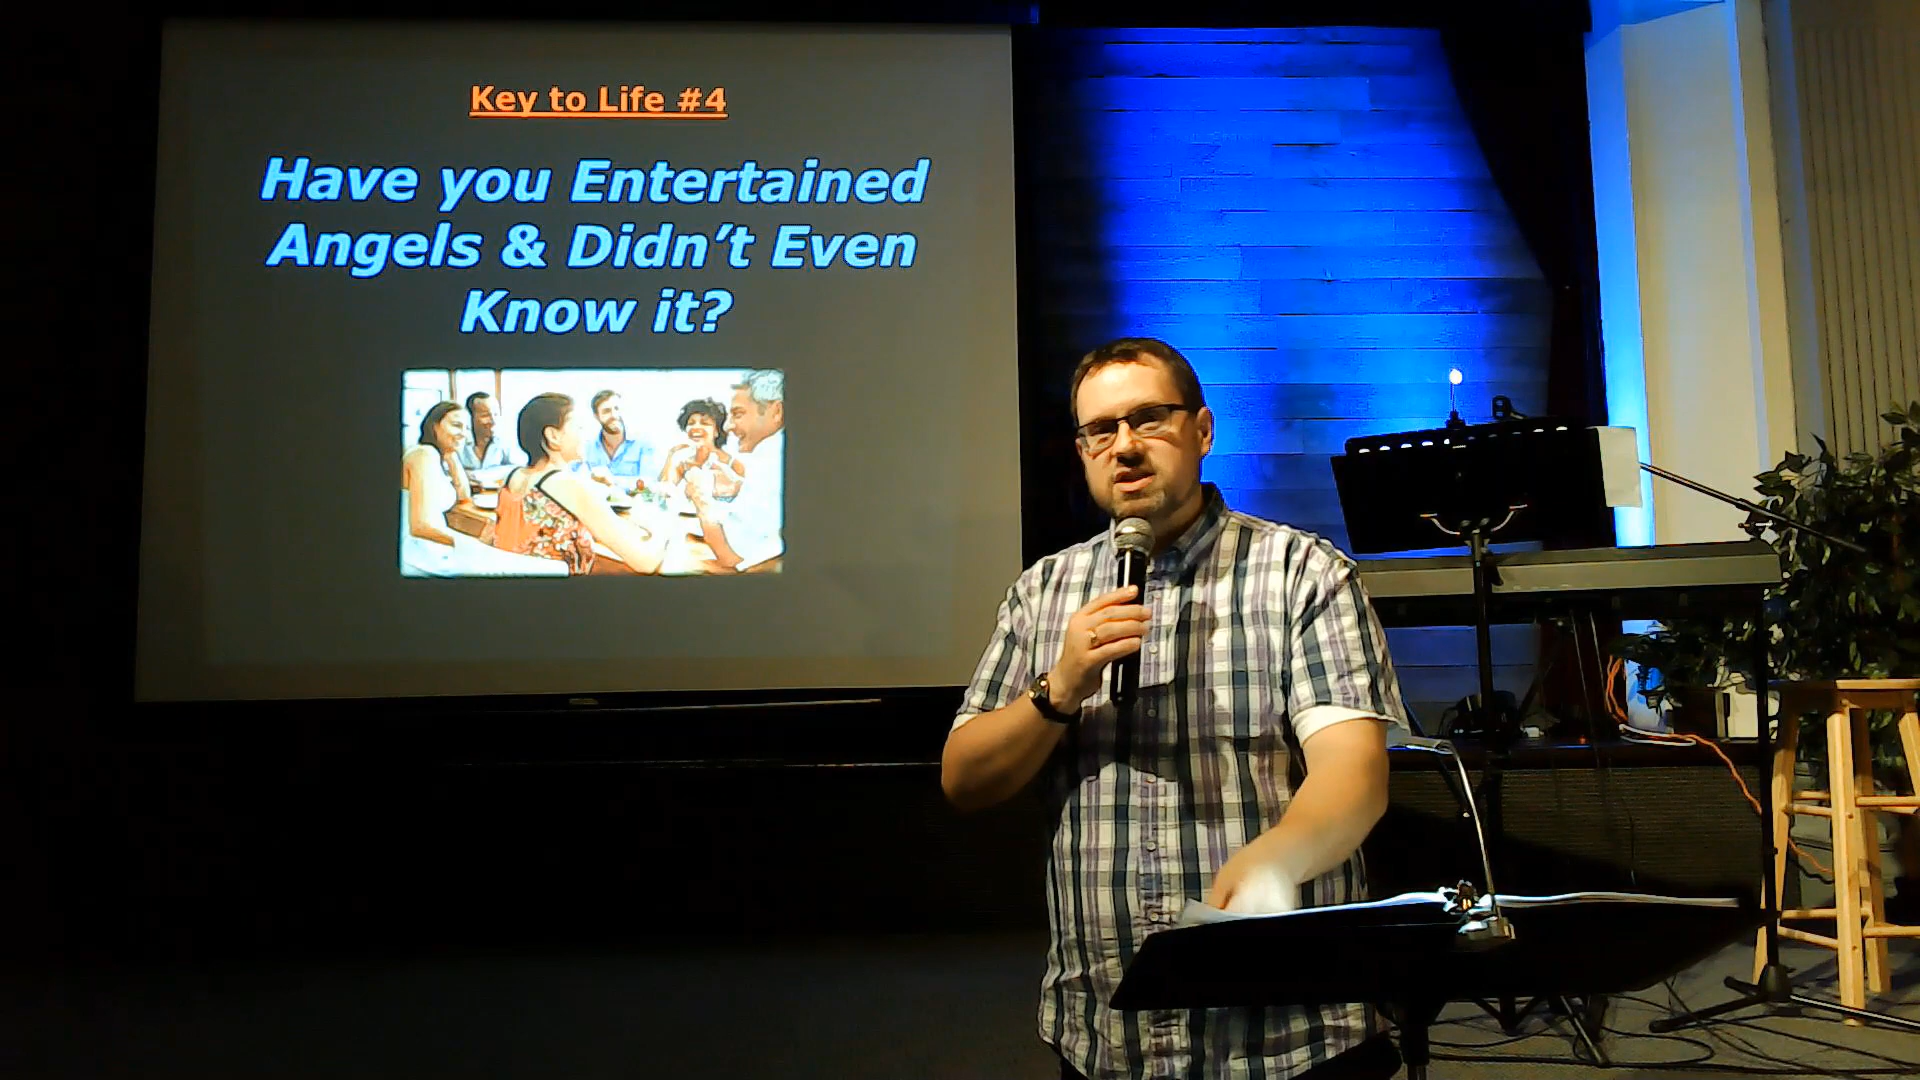 Key to Life #4
Have you Entertained
Angels & Didn’t Even
Know it?